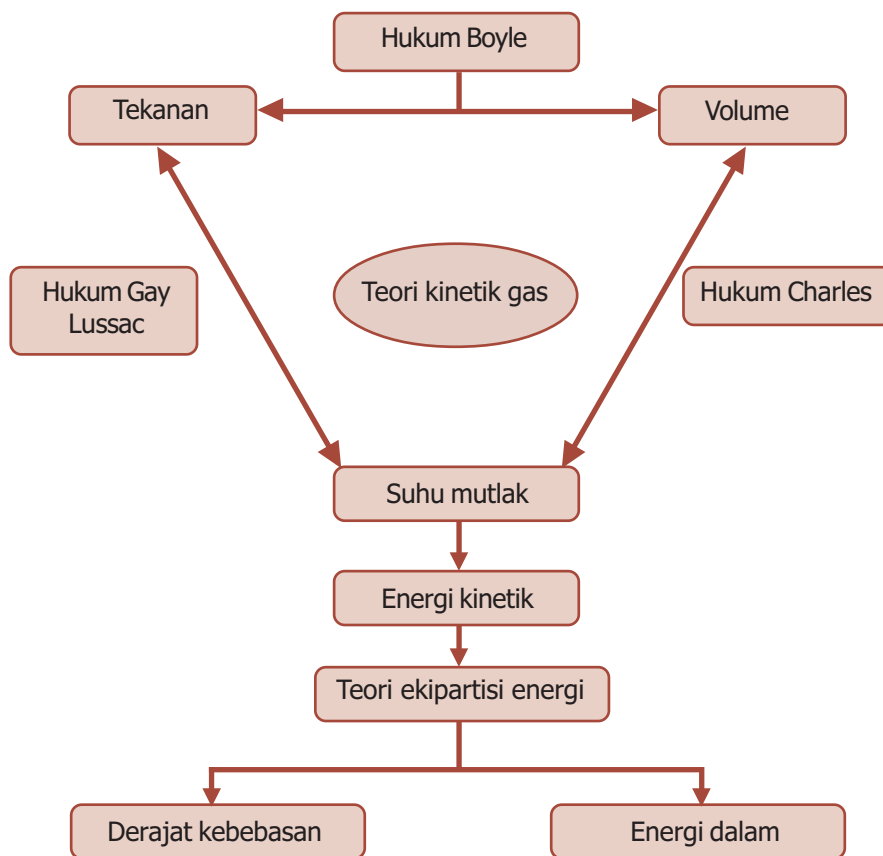 Hukum Boyle
Tekanan
Volume
Hukum Gay
Lussac
Teori kinetik gas
Hukum Charles
Suhu mutlak
Energi kinetik
Teori ekipartisi energi
Derajat kebebasan
Energi dalam